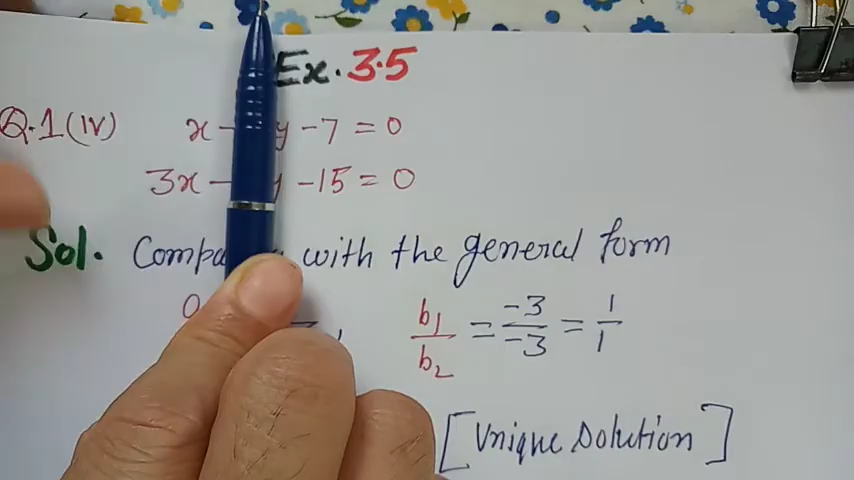 Ex. 3.5
Q.1(iv) x - y - 7 = 0
3x - y - 15 = 0
Sol. with the general form
b1/b2 = -3/-3 = 1/1
[Unique Solution]